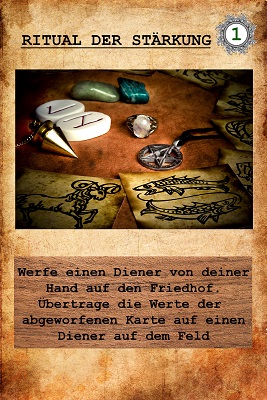 RITUAL DER STÄRKUNG 1
Werfe einen Diener von deiner
Hand auf den Friedhof.
Übertrage die Werte der
abgeworfenen Karte auf einen
Diener auf dem Feld